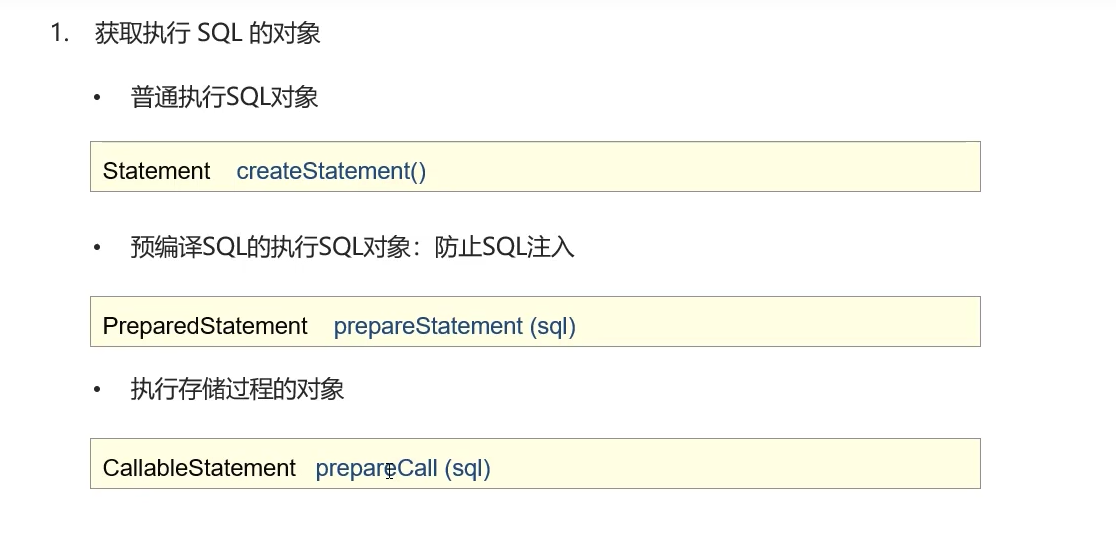 1. 获取执行 SQL 的对象
• 普通执行SQL对象
Statement createStatement()
• 预编译SQL的执行SQL对象：防止SQL注入
PreparedStatement prepareStatement (sql)
• 执行存储过程的对象
CallableStatement prepareCall (sql)